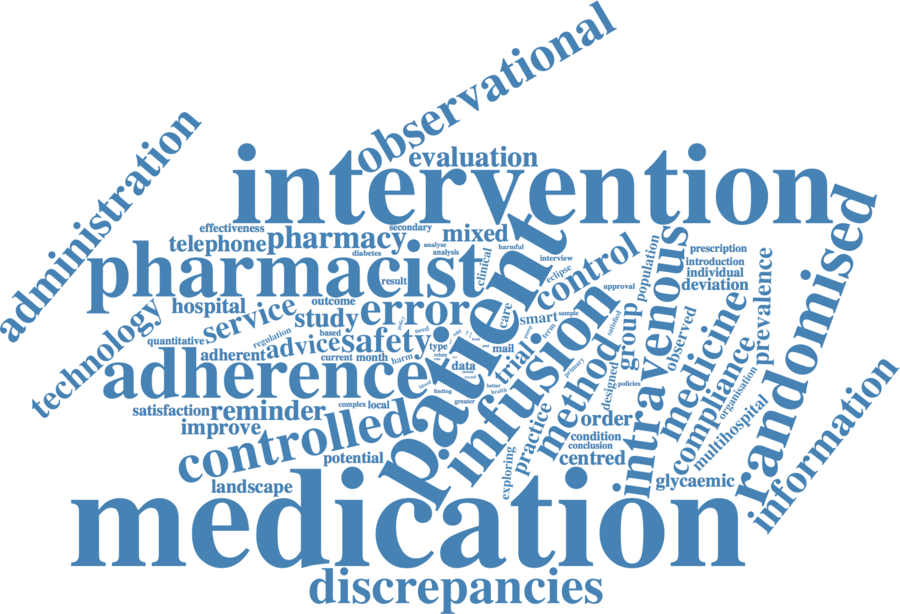 observational
administration
evaluation
intervention
effectiveness
secondary
telephone
pharmacy
mixed
analyse
analysis
harmful
diabetes
interview
clinical
patient
pharmacist
result
eclipse
control
population
prescription
introduction
individual
deviation
approval
randomised
hospital
outcome
service
study
error
care
smart
sample
infusion
satisfied
group
intravenous
observed
prevalence
technology
quantitative
regulation
based
need
advice
safety
type
mail
term
trial
method
medicine
adherent
current
month
harm
data
primary
designed
policies
compliance
organisation
adherence
finding
better
health
greater
satisfaction
reminder
complex
local
improve
controlled
practice
order
condition
conclusion
centred
multihospital
information
potential
exploring
glycaemic
landscape
medication
discrepancies